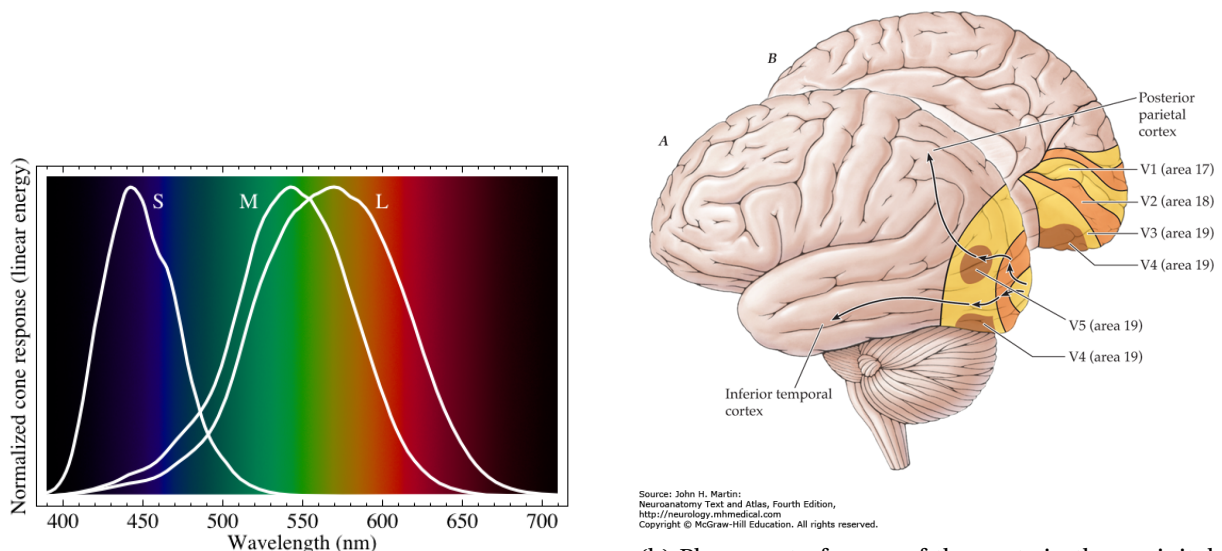 Normalized cone response (linear energy)
S
M
L
400
450
500
550
600
650
700
Wavelength (nm)
B
A
Posterior
parietal
cortex
V1 (area 17)
V2 (area 18)
V3 (area 19)
V4 (area 19)
V5 (area 19)
V4 (area 19)
Inferior temporal
cortex
Source: John H. Martin:
Neuroanatomy Text and Atlas, Fourth Edition,
http://neurology.mhmedical.com
Copyright © McGraw-Hill Education. All rights reserved.